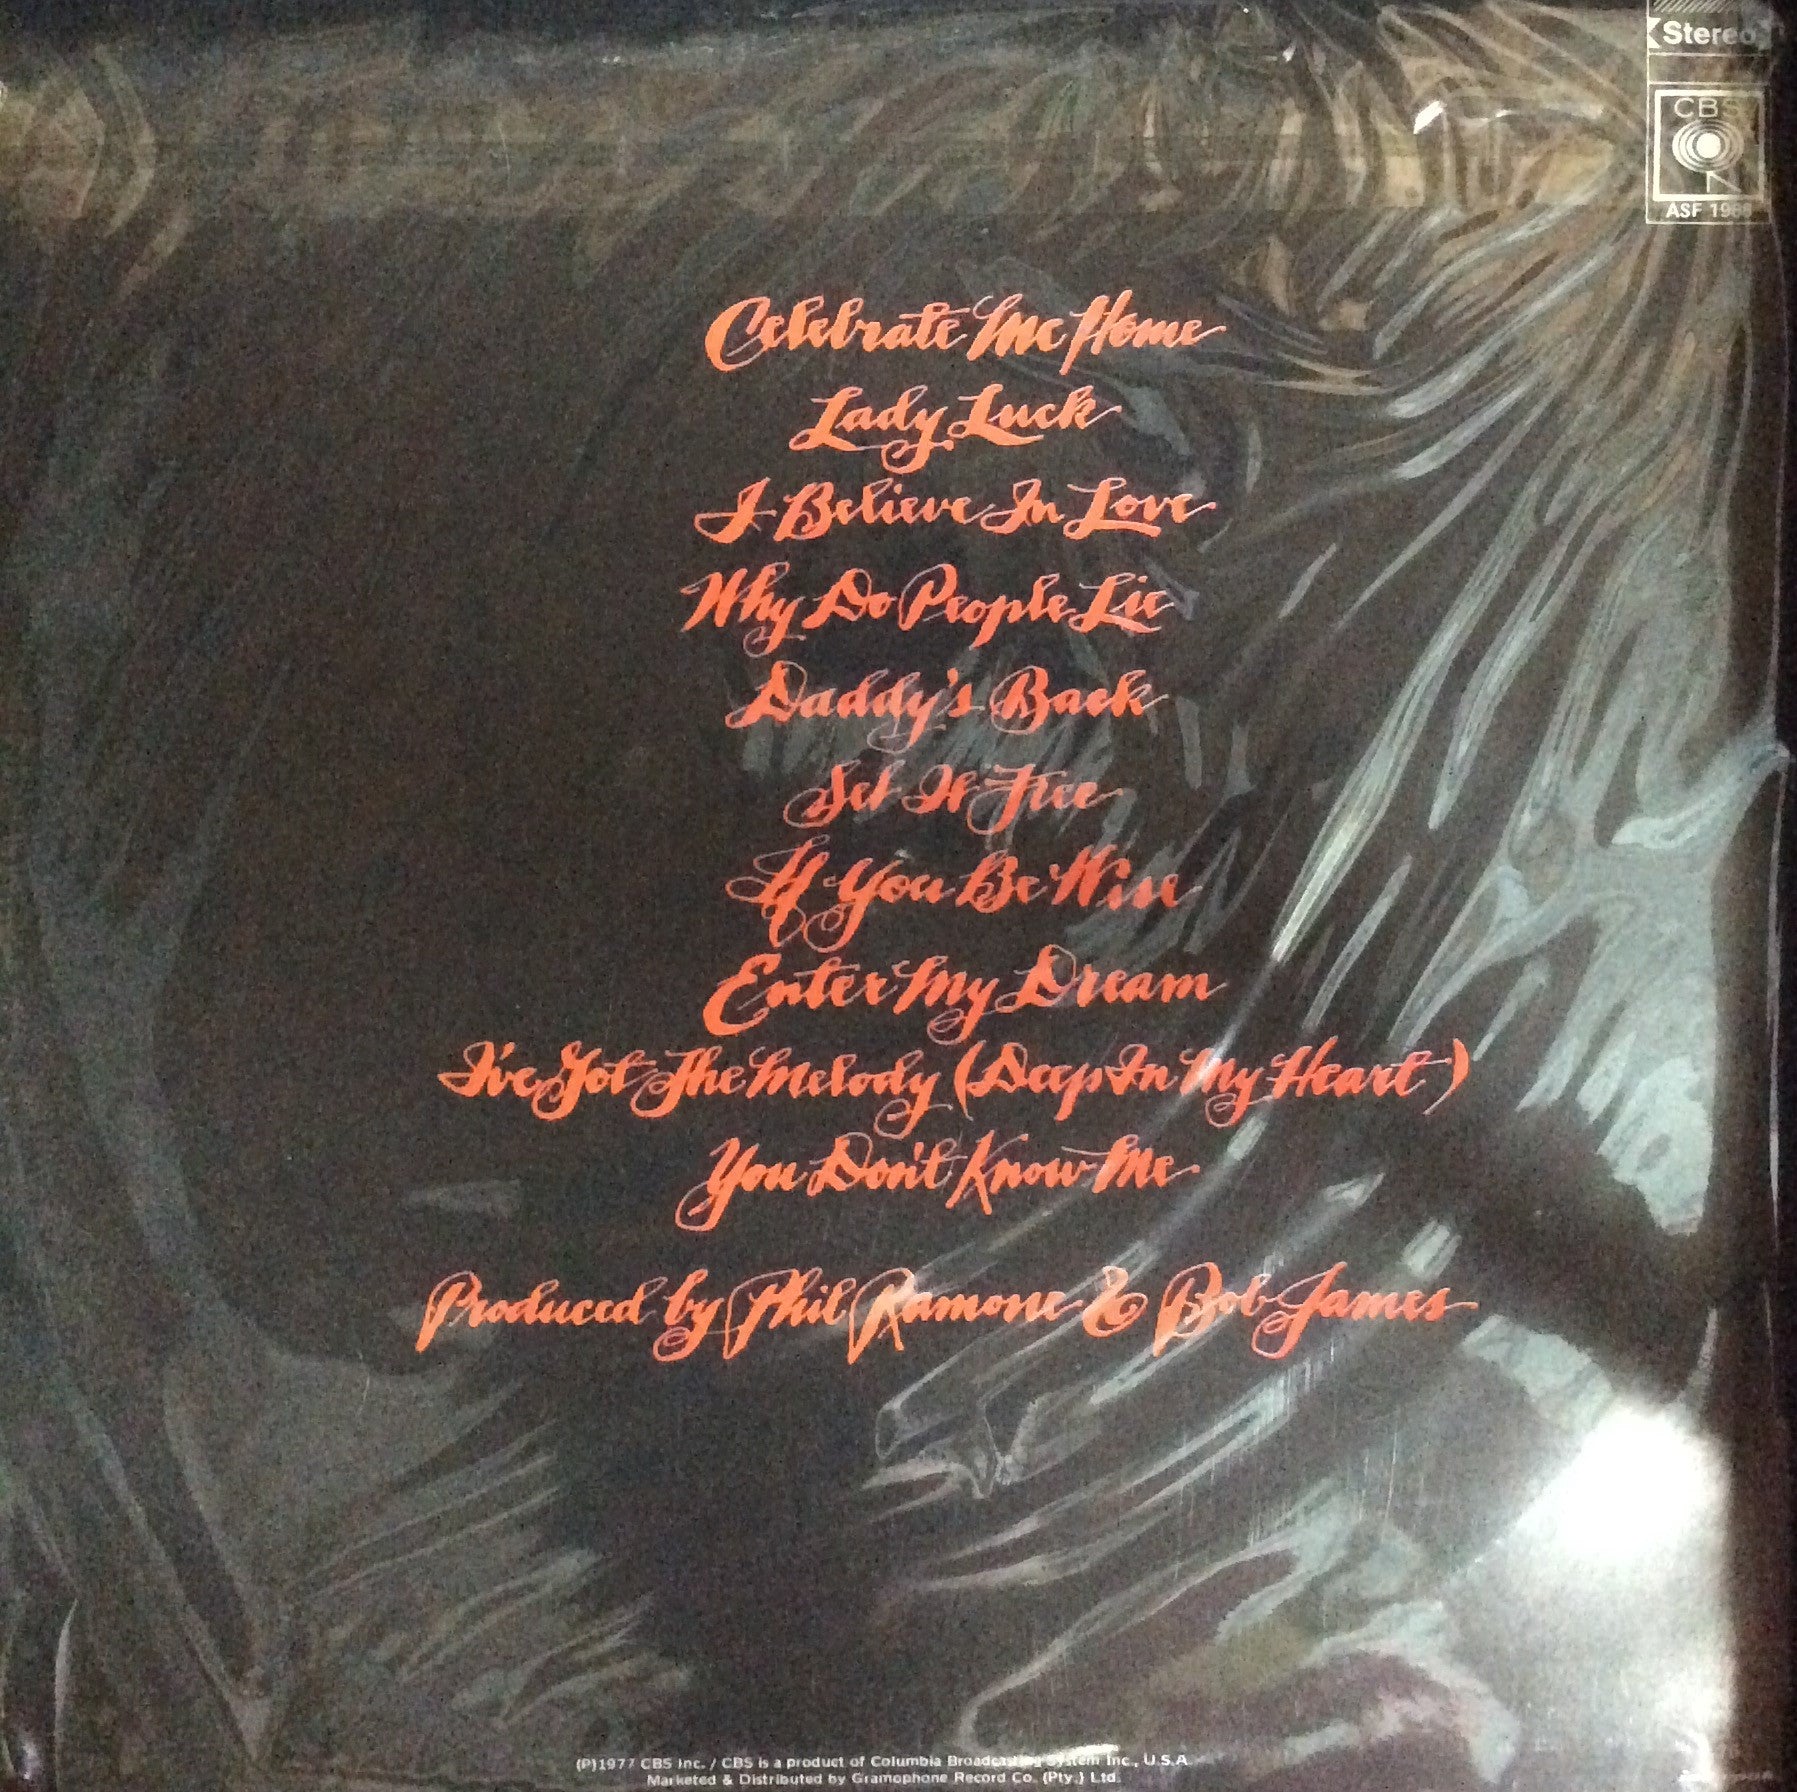 Stereo
CBS
ASF
Celebrate Me Home
Lady Luck
I Believe In Love
Why Do People Lie
Daddy's Back
Set It Free
If You Be Wise
Enter My Dream
I've Got The Melody (Deep In My Heart)
You Don't Know Me
Produced by Phil Ramone & Bob James
(P)1977 CBS Inc. / CBS is a product of Columbia Broadcasting System Inc., U.S.A.
Marketed & Distributed by Gramophone Record Co. (Pty.) Ltd.